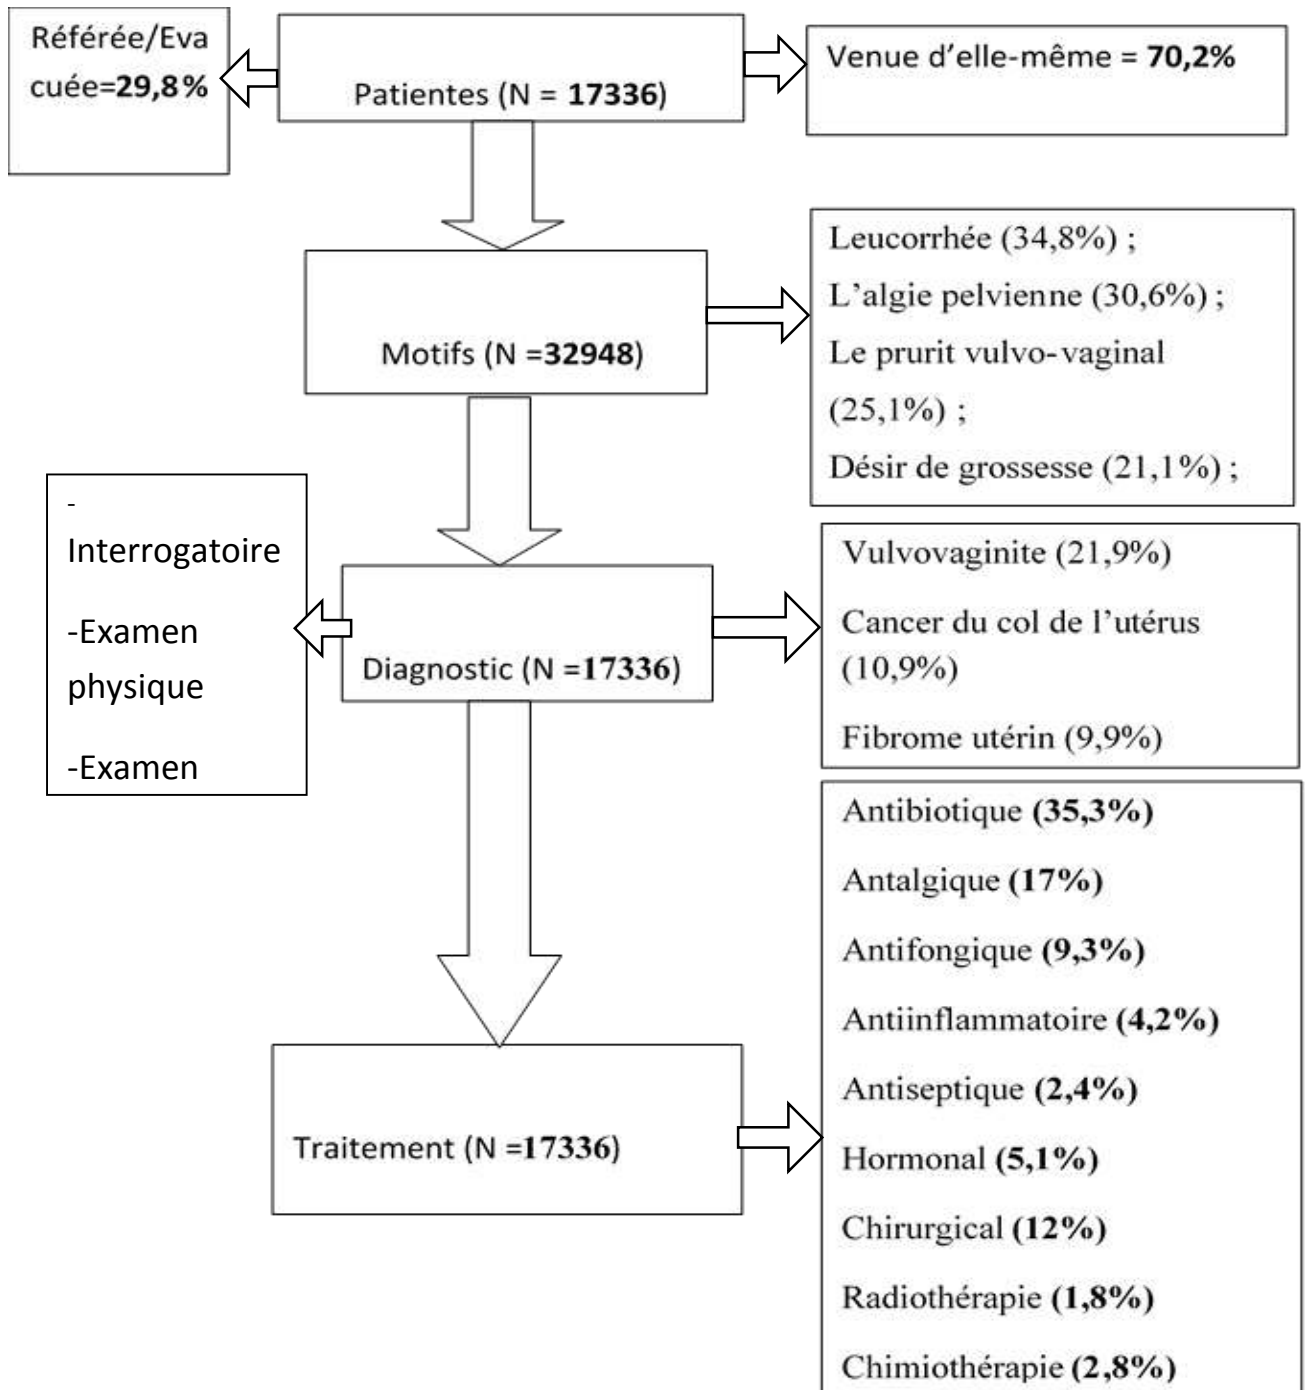 Référée/Eva
cuée=29,8%
Patientes (N = 17336)
Venue d’elle-même = 70,2%
Motifs (N =32948)
Leucorrhée (34,8%) ;
L’algie pelvienne (30,6%) ;
Le prurit vulvo-vaginal
(25,1%) ;
Désir de grossesse (21,1%) ;
-
Interrogatoire
-Examen
physique
-Examen
Diagnostic (N =17336)
Vulvovaginite (21,9%)
Cancer du col de l’utérus
(10,9%)
Fibrome utérin (9,9%)
Traitement (N =17336)
Antibiotique (35,3%)
Antalgique (17%)
Antifongique (9,3%)
Antiinflammatoire (4,2%)
Antiseptique (2,4%)
Hormonal (5,1%)
Chirurgical (12%)
Radiothérapie (1,8%)
Chimiothérapie (2,8%)